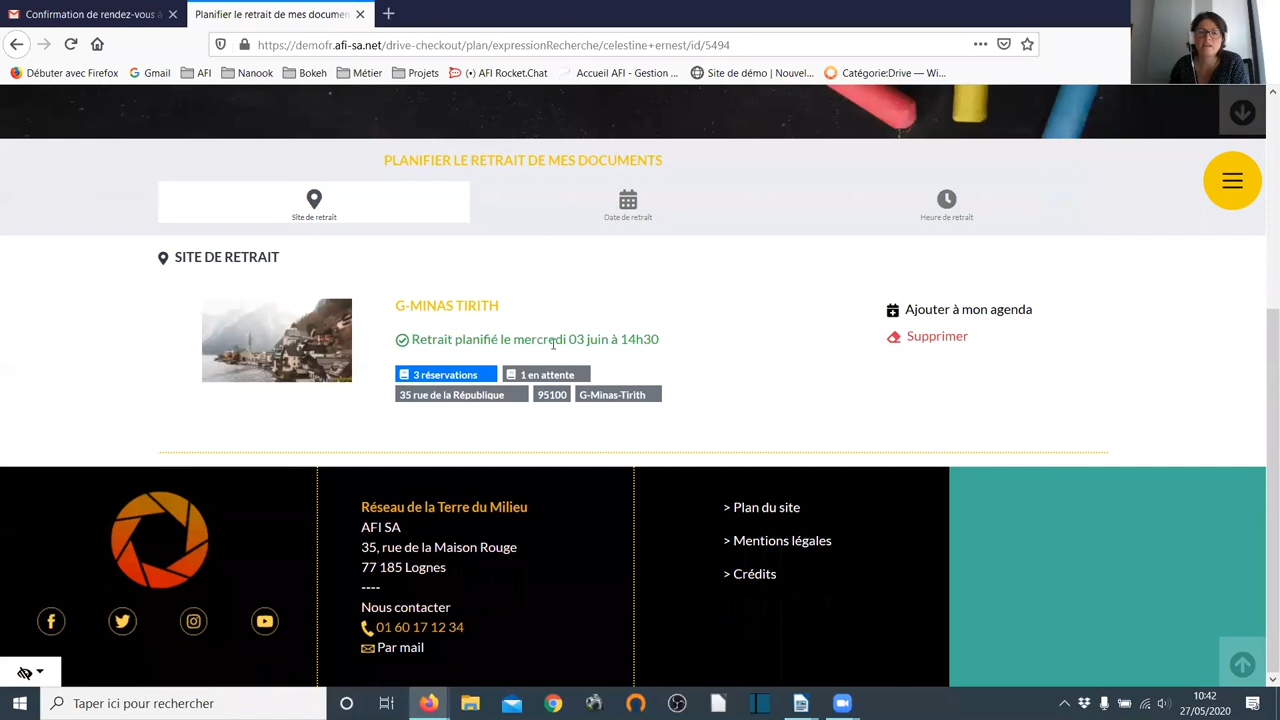 Confirmation de rendez-vous à
Planifier le retrait de mes documen
https://demofr.afi-sa.net/drive-checkout/plan/expressionRecherche/celestine+ernest/id/5494
Débuter avec Firefox
Gmail
AFI
Nanook
Bokeh
Métier
Projets
(•) AFI Rocket.Chat
Accueil AFI - Gestion ...
Site de démo | Nouvel...
Catégorie:Drive — Wi...
PLANIFIER LE RETRAIT DE MES DOCUMENTS
Site de retrait
Date de retrait
Heure de retrait
SITE DE RETRAIT
G-MINAS TIRITH
Retrait planifié le mercredi 03 juin à 14h30
3 réservations
1 en attente
35 rue de la République
95100
G-Minas-Tirith
Ajouter à mon agenda
Supprimer
Réseau de la Terre du Milieu
AFI SA
35, rue de la Maison Rouge
77 185 Lognes
----
Nous contacter
01 60 17 12 34
Par mail
> Plan du site
> Mentions légales
> Crédits
Taper ici pour rechercher
10:42
27/05/2020